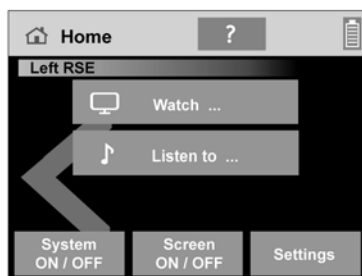 Home
?
Left RSE
Watch ...
Listen to ...
System
ON / OFF
Screen
ON / OFF
Settings